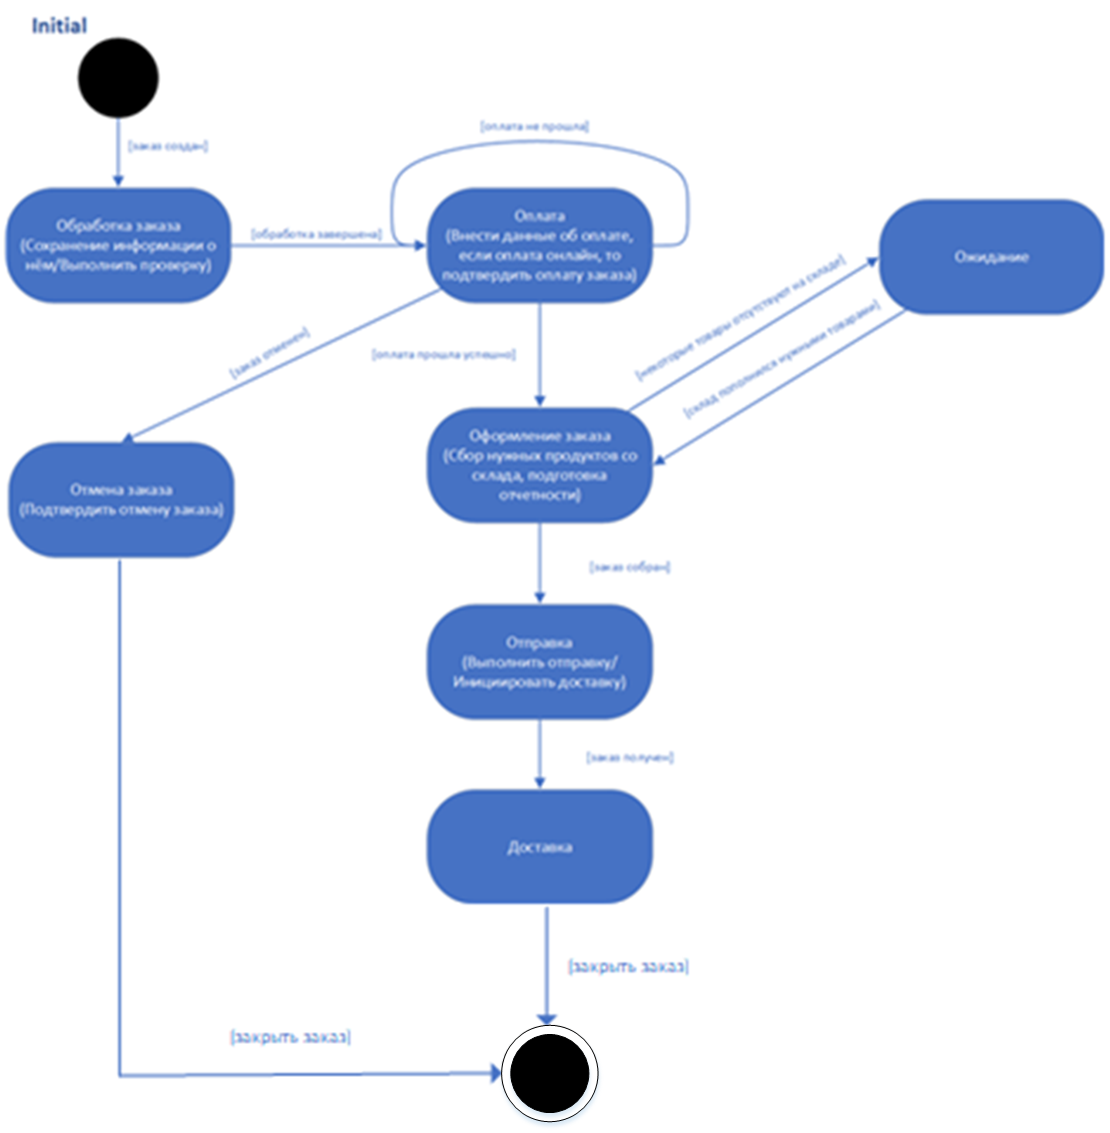 Initial
[заказ создан]
[оплата не прошла]
Обработка заказа
(Сохранение информации о
нём/Выполнить проверку)
[обработка завершена]
Оплата
(Внести данные об оплате,
если оплата онлайн, то
подтвердить оплату заказа)
Ожидание
[некоторые товары отсутствуют на складе]
[склад пополнился нужными товарами]
[заказ отменен]
[оплата прошла успешно]
Оформление заказа
(Сбор нужных продуктов со
склада, подготовка
отчетности)
Отмена заказа
(Подтвердить отмену заказа)
[заказ собран]
Отправка
(Выполнить отправку/
Инициировать доставку)
[заказ получен]
Доставка
[закрыть заказ]
[закрыть заказ]